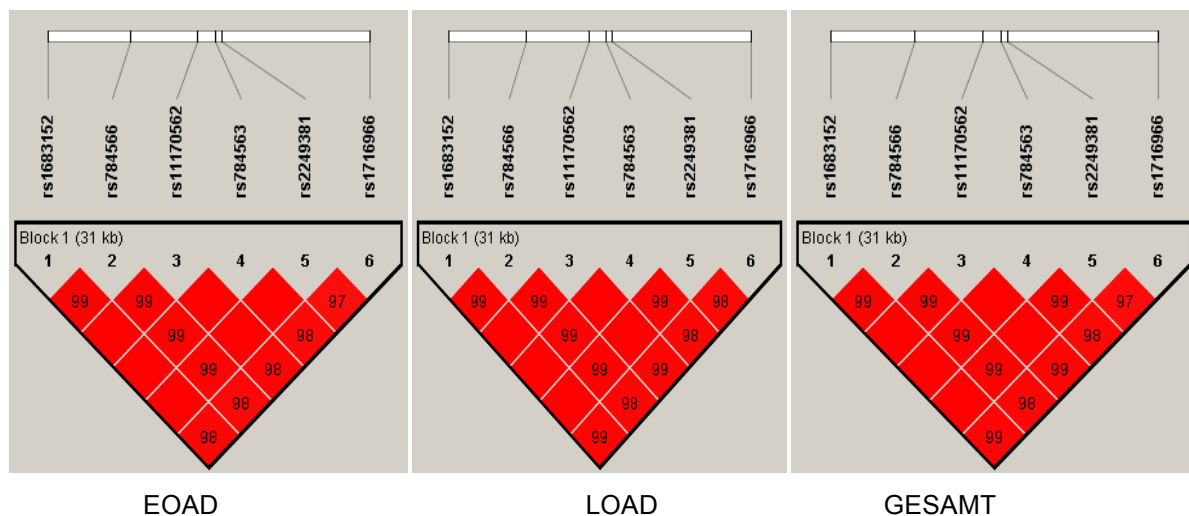 rs1683152 rs784566 rs11170562 rs784563 rs2249381 rs1716966
Block 1 (31 kb)
1 2 3 4 5 6
99 99 97
99 98
99 98
98
98
EOAD
rs1683152 rs784566 rs11170562 rs784563 rs2249381 rs1716966
Block 1 (31 kb)
1 2 3 4 5 6
99 99 99 98
99 98
99 99
98
99
LOAD
rs1683152 rs784566 rs11170562 rs784563 rs2249381 rs1716966
Block 1 (31 kb)
1 2 3 4 5 6
99 99 99 97
99 98
99 99
98
99
GESAMT